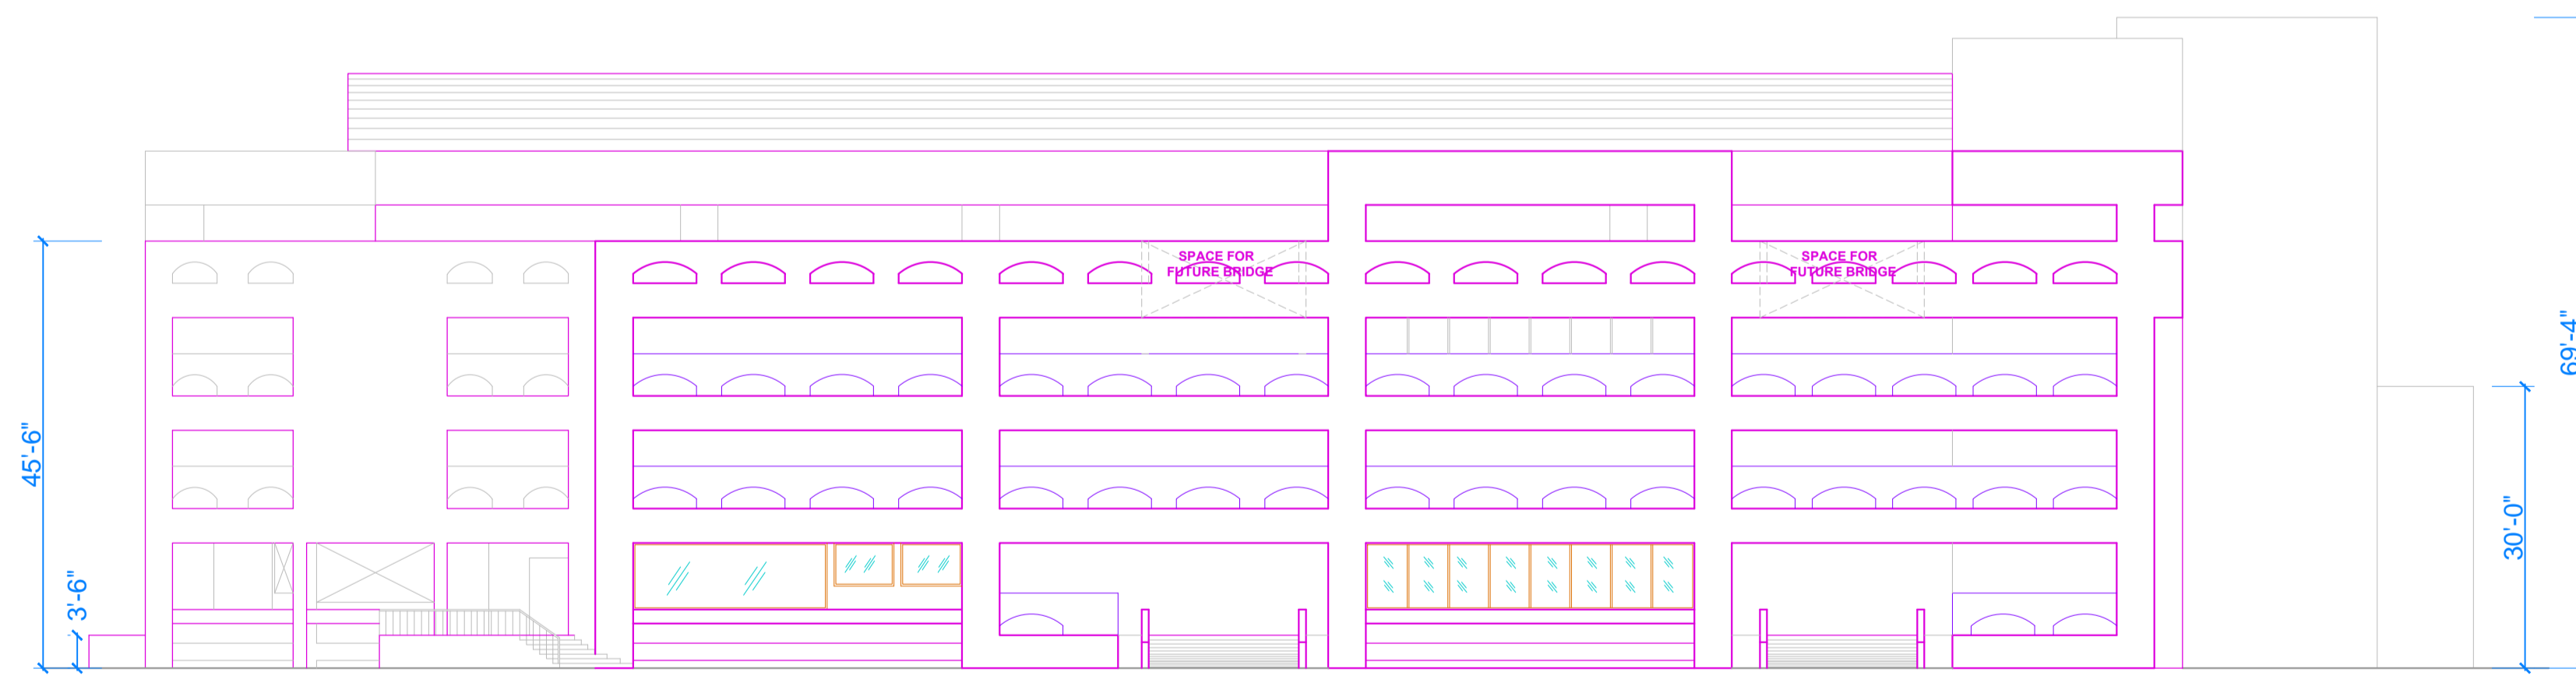 SPACE FOR
FUTURE BRIDGE
SPACE FOR
FUTURE BRIDGE
45'-6"
3'-6"
30'-0"
69'-4"